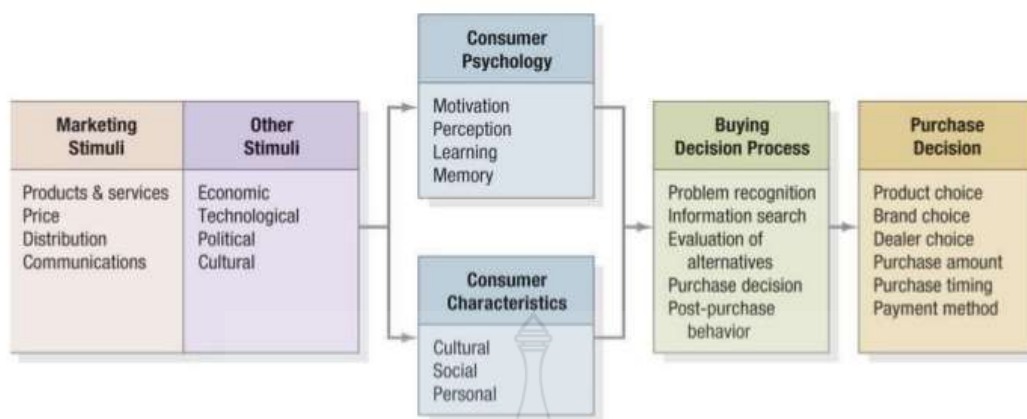 Marketing
Stimuli
Products & services
Price
Distribution
Communications
Other
Stimuli
Economic
Technological
Political
Cultural
Consumer
Psychology
Motivation
Perception
Learning
Memory
Consumer
Characteristics
Cultural
Social
Personal
Buying
Decision Process
Problem recognition
Information search
Evaluation of
alternatives
Purchase decision
Post-purchase
behavior
Purchase
Decision
Product choice
Brand choice
Dealer choice
Purchase amount
Purchase timing
Payment method